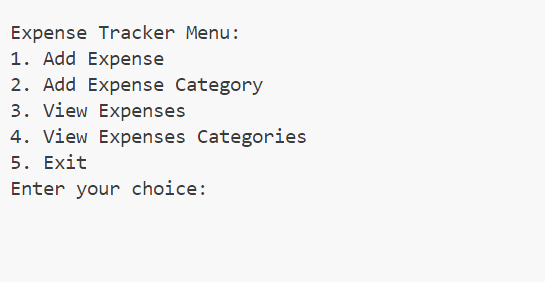 Expense Tracker Menu:
1. Add Expense
2. Add Expense Category
3. View Expenses
4. View Expenses Categories
5. Exit
Enter your choice: